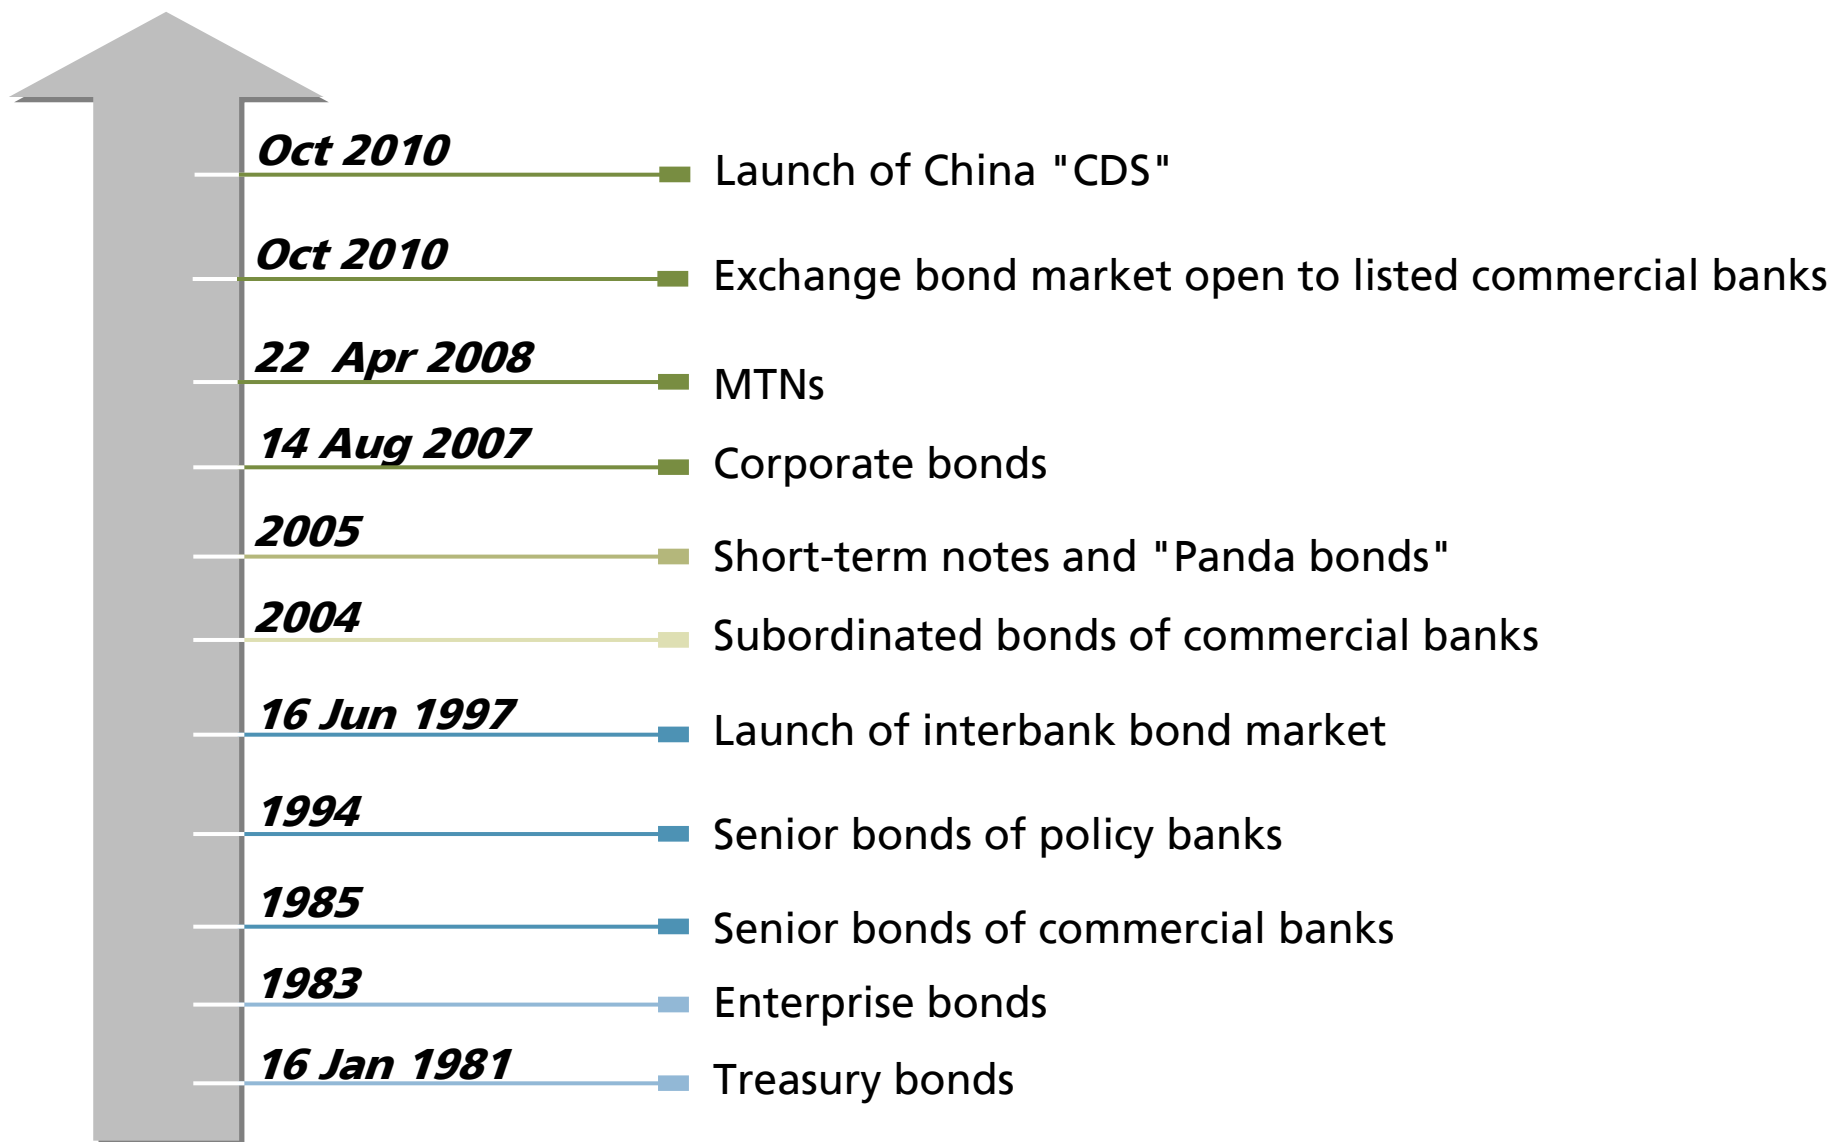 Oct 2010
Launch of China "CDS"
Oct 2010
Exchange bond market open to listed commercial banks
22 Apr 2008
MTNs
14 Aug 2007
Corporate bonds
2005
Short-term notes and "Panda bonds"
2004
Subordinated bonds of commercial banks
16 Jun 1997
Launch of interbank bond market
1994
Senior bonds of policy banks
1985
Senior bonds of commercial banks
1983
Enterprise bonds
16 Jan 1981
Treasury bonds